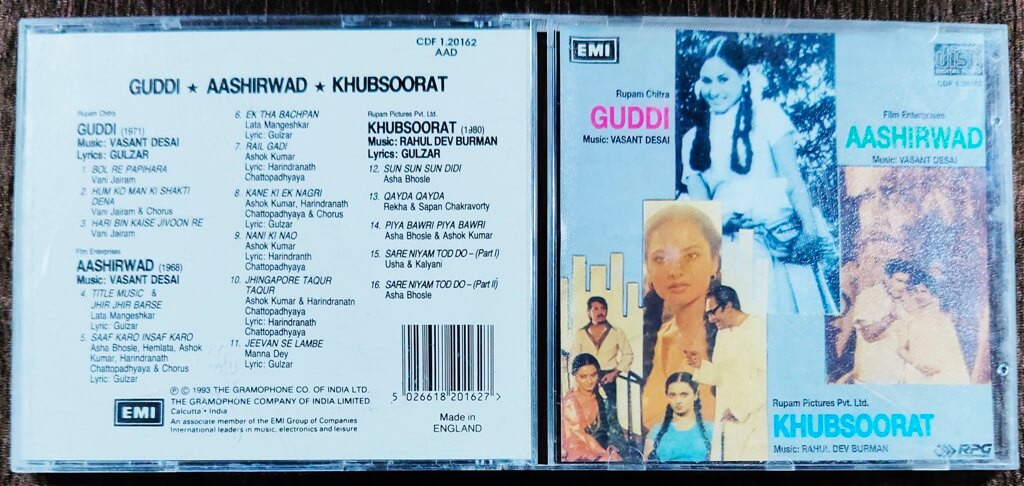 CDF 1.20162
AAD
GUDDI ★ AASHIRWAD ★ KHUBSOORAT
Rupam Chitra
GUDDI (1971)
Music: VASANT DESAI
Lyrics: GULZAR
1. BOL RE PAPIHARA
Vani Jairam
2. HUM KO MAN KI SHAKTI
DENA
Vani Jairam & Chorus
3. HARI BIN KAISE JIVOON RE
Vani Jairam
Film Enterprises
AASHIRWAD (1968)
Music: VASANT DESAI
4. TITLE MUSIC &
JHIR JHIR BARSE
Lata Mangeshkar
Lyric: Gulzar
5. SAAF KARO INSAF KARO
Asha Bhosle, Hemlata, Ashok
Kumar, Harindranath
Chattopadhyaya & Chorus
Lyric: Gulzar
6. EK THA BACHPAN
Lata Mangeshkar
Lyric: Gulzar
7. RAIL GADI
Ashok Kumar
Lyric: Harindranath
Chattopadhyaya
8. KANE KI EK NAGRI
Ashok Kumar, Harindranath
Chattopadhyaya & Chorus
Lyric: Gulzar
9. NANI KI NAO
Ashok Kumar
Lyric: Harindranth
Chattopadhyaya
10. JHINGAPORE TAQUR
TAQUR
Ashok Kumar & Harindranath
Chattopadhyaya
Lyric: Harindranath
Chattopadhyaya
11. JEEVAN SE LAMBE
Manna Dey
Lyric: Gulzar
Rupam Pictures Pvt. Ltd.
KHUBSOORAT (1980)
Music: RAHUL DEV BURMAN
Lyrics: GULZAR
12. SUN SUN SUN DIDI
Asha Bhosle
13. QAYDA QAYDA
Rekha & Sapan Chakravorty
14. PIYA BAWRI PIYA BAWRI
Asha Bhosle & Ashok Kumar
15. SARE NIYAM TOD DO – (Part I)
Usha & Kalyani
16. SARE NIYAM TOD DO – (Part II)
Asha Bhosle
EMI
Ⓟ © 1993 THE GRAMOPHONE CO. OF INDIA LTD.
THE GRAMOPHONE COMPANY OF INDIA LIMITED
Calcutta • India
An associate member of the EMI Group of Companies
International leaders in music, electronics and leisure.
5 026618 201627 >
Made in
ENGLAND
EMI
Rupam Chitra
GUDDI
Music: VASANT DESAI
DISC
CDF 1.20162
Film Enterprises
AASHIRWAD
Music: VASANT DESAI
Rupam Pictures Pvt. Ltd.
KHUBSOORAT
Music: RAHUL DEV BURMAN
RPG